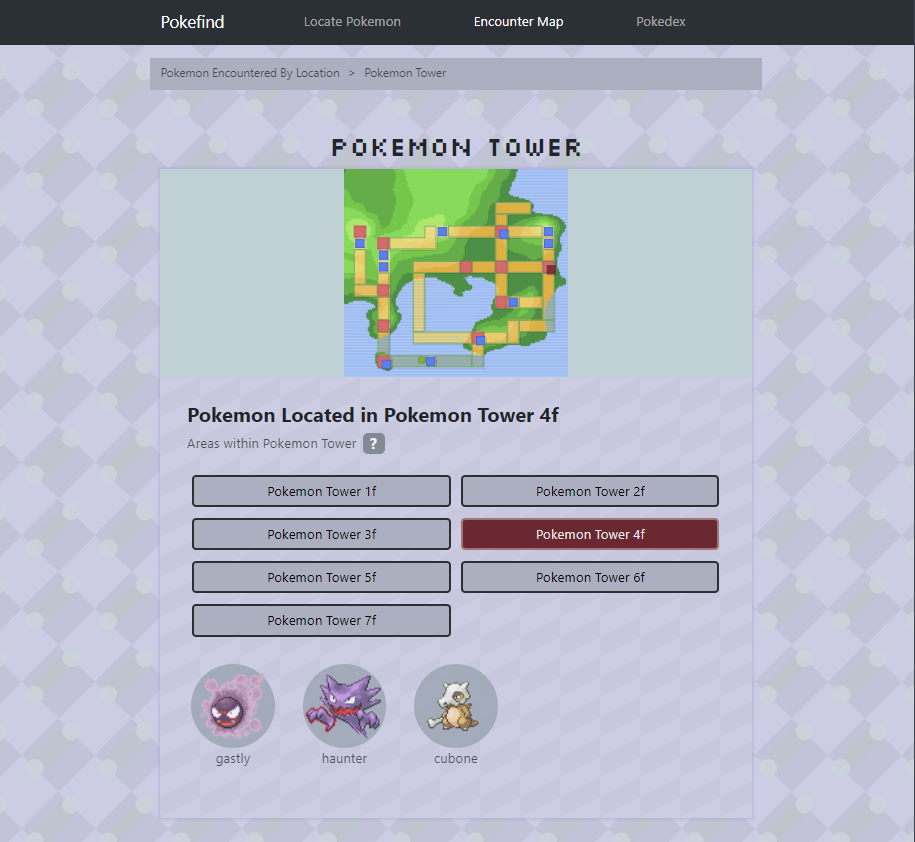 Pokefind Locate Pokemon Encounter Map Pokedex
Pokemon Encountered By Location > Pokemon Tower
POKEMON TOWER
Pokemon Located in Pokemon Tower 4f
Areas within Pokemon Tower ?
Pokemon Tower 1f Pokemon Tower 2f
Pokemon Tower 3f Pokemon Tower 4f
Pokemon Tower 5f Pokemon Tower 6f
Pokemon Tower 7f
gastly haunter cubone